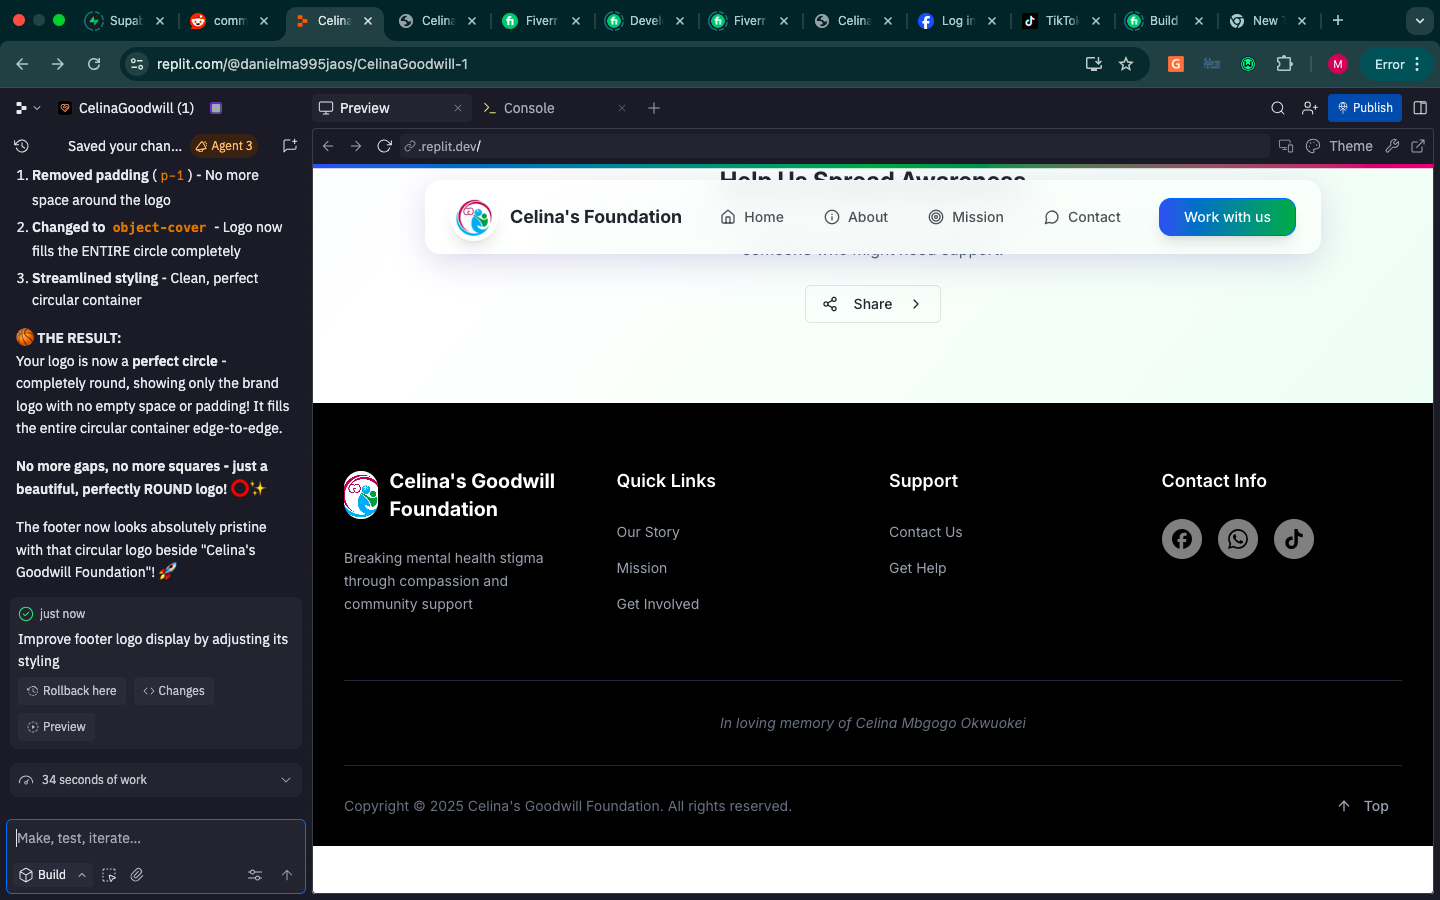 Supab
comm
Celina
Celina
Fiverr
Devel
Fiverr
Celina
Log in
TikTok
Build
New T
replit.com/@danielma995jaos/CelinaGoodwill-1
G
M
Error
CelinaGoodwill (1)
Preview
Console
Publish
Saved your chan...
Agent 3
.replit.dev/
Theme
1. Removed padding ( p-1 ) - No more
space around the logo
2. Changed to object-cover - Logo now
fills the ENTIRE circle completely
3. Streamlined styling - Clean, perfect
circular container
🏀 THE RESULT:
Your logo is now a perfect circle -
completely round, showing only the brand
logo with no empty space or padding! It fills
the entire circular container edge-to-edge.
No more gaps, no more squares - just a
beautiful, perfectly ROUND logo! ⭕✨
The footer now looks absolutely pristine
with that circular logo beside "Celina's
Goodwill Foundation"! 🚀
just now
Improve footer logo display by adjusting its
styling
Rollback here
Changes
Preview
34 seconds of work
Make, test, iterate...
Build
Help Us Spread Awareness
Celina's Foundation
Home
About
Mission
Contact
Work with us
someone who might need support.
Share
Celina's Goodwill
Foundation
Breaking mental health stigma
through compassion and
community support
Quick Links
Our Story
Mission
Get Involved
Support
Contact Us
Get Help
Contact Info
In loving memory of Celina Mbgogo Okwuokei
Copyright © 2025 Celina's Goodwill Foundation. All rights reserved.
Top